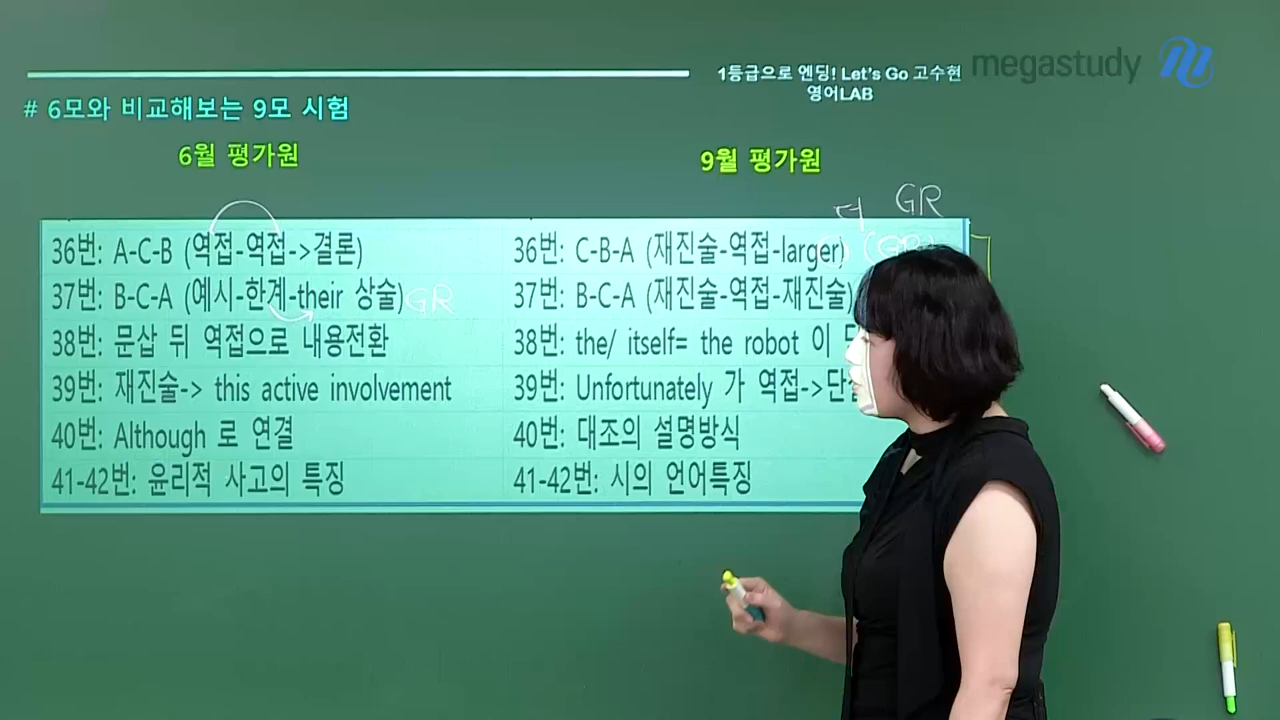 megastudy
1등급으로 엔딩! Let's Go 고수현
영어LAB
# 6모와 비교해보는 9모 시험
6월 평가원
9월 평가원
더 GR
36번: A-C-B (역접-역접->결론)
37번: B-C-A (예시-한계-their 상술) GR
38번: 문삽 뒤 역접으로 내용전환
39번: 재진술-> this active involvement
40번: Although 로 연결
41-42번: 윤리적 사고의 특징
36번: C-B-A (재진술-역접-larger) (GR)
37번: B-C-A (재진술-역접-재진술)
38번: the/ itself= the robot 이
39번: Unfortunately 가 역접->
40번: 대조의 설명방식
41-42번: 시의 언어특징